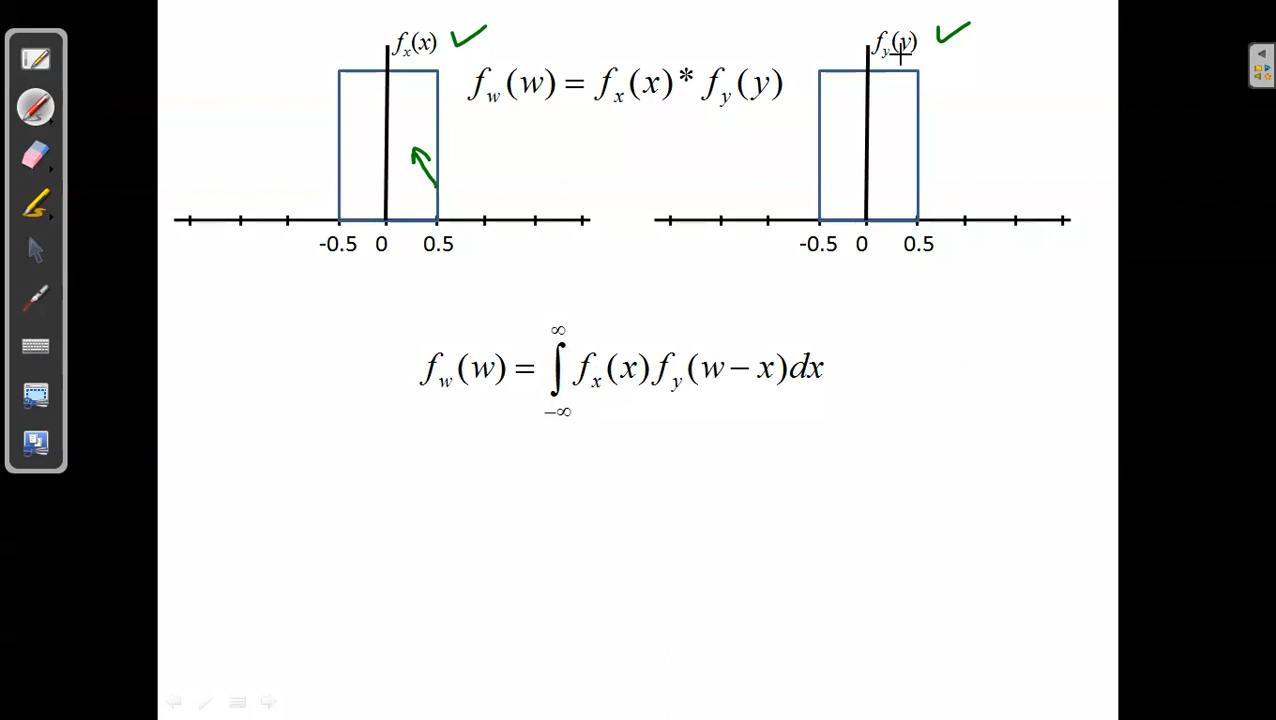 f_x(x)
f_y(y)
f_w(w) = f_x(x) * f_y(y)
-0.5 0 0.5
-0.5 0 0.5
f_w(w) = ∫_{-∞}^{∞} f_x(x) f_y(w − x)dx